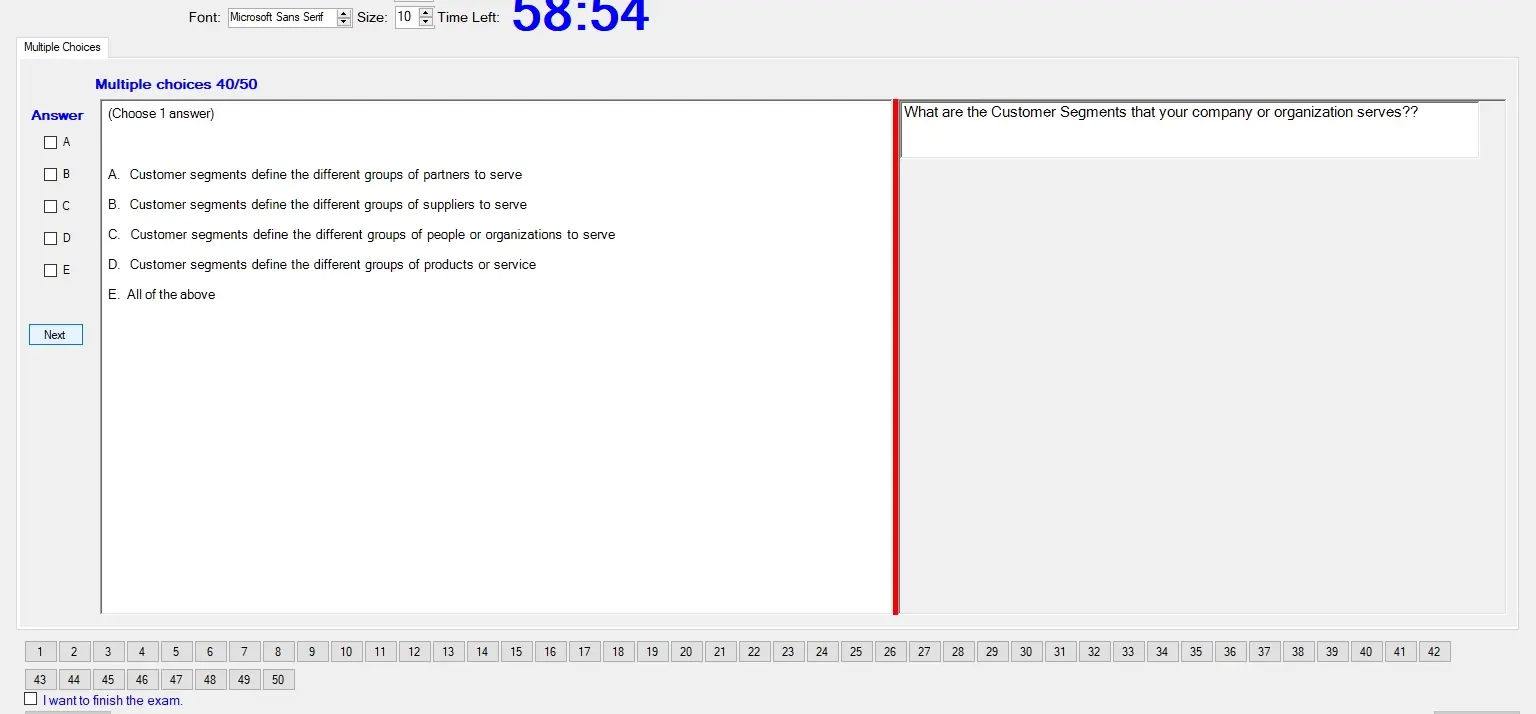 Font: Microsoft Sans Serif Size: 10 Time Left: 58:54
Multiple Choices
Multiple choices 40/50
Answer
A
B
C
D
E
Next
(Choose 1 answer)
A. Customer segments define the different groups of partners to serve
B. Customer segments define the different groups of suppliers to serve
C. Customer segments define the different groups of people or organizations to serve
D. Customer segments define the different groups of products or service
E. All of the above
What are the Customer Segments that your company or organization serves??
1 2 3 4 5 6 7 8 9 10 11 12 13 14 15 16 17 18 19 20 21 22 23 24 25 26 27 28 29 30 31 32 33 34 35 36 37 38 39 40 41 42
43 44 45 46 47 48 49 50
I want to finish the exam.